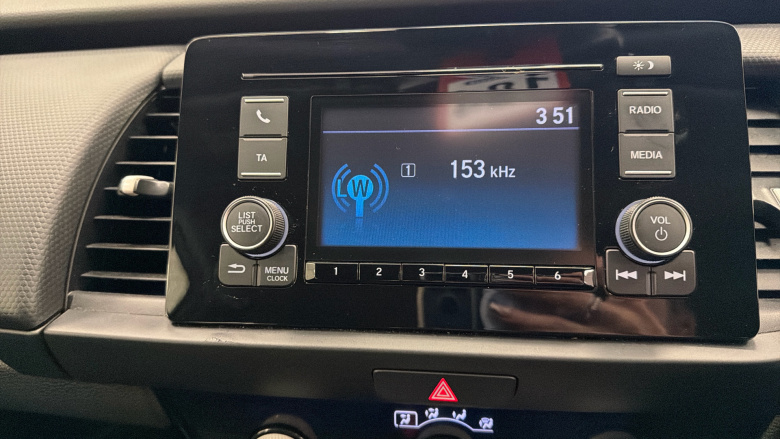 3 51
LW
1
153 kHz
TA
LIST
PUSH
SELECT
MENU
CLOCK
1 2 3 4 5 6
RADIO
MEDIA
VOL